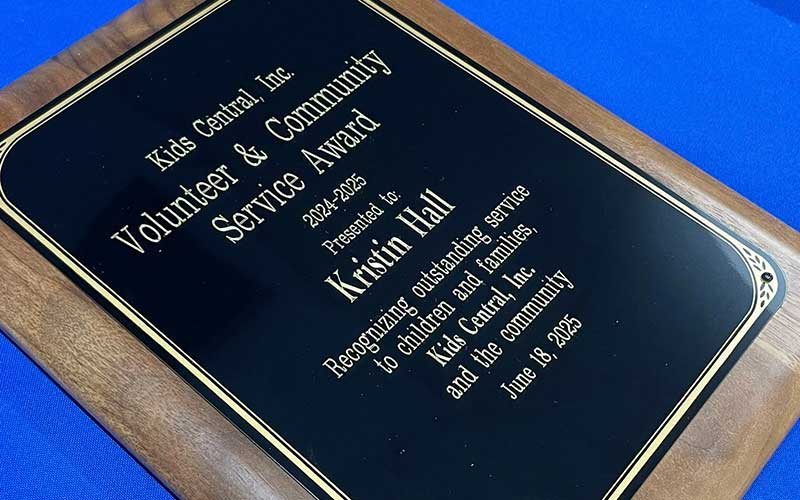 Kids Central, Inc.
Volunteer & Community
Service Award
2024-2025
Presented to:
Kristin Hall
Recognizing outstanding service
to children and families,
Kids Central, Inc.
and the community
June 18, 2025